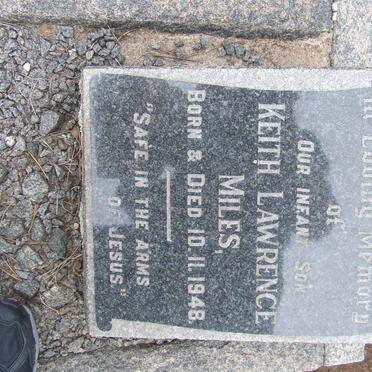 In Loving Memory
OF
OUR INFANT SON
KEITH LAWRENCE
MILES,
BORN & DIED 10.11.1948
"SAFE IN THE ARMS
OF JESUS."